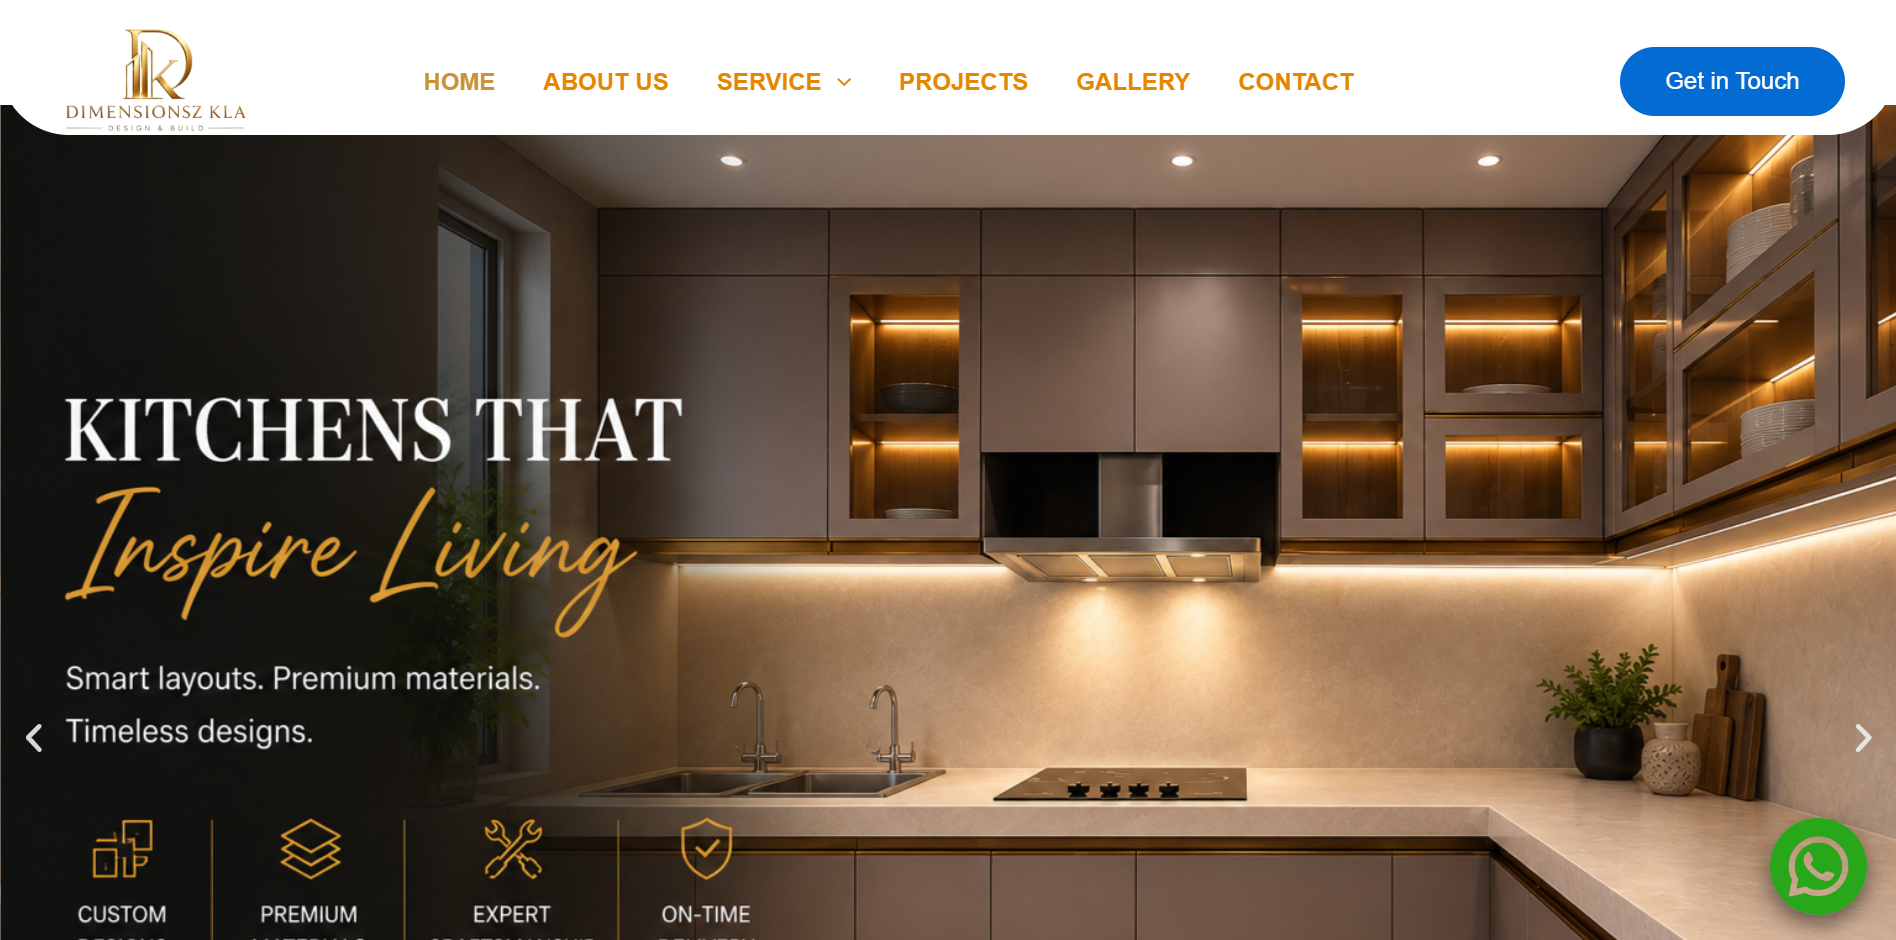 DIMENSIONSZ KLA
DESIGN & BUILD
HOME
ABOUT US
SERVICE
PROJECTS
GALLERY
CONTACT
Get in Touch
KITCHENS THAT
Inspire Living
Smart layouts. Premium materials.
Timeless designs.
CUSTOM
PREMIUM
EXPERT
ON-TIME